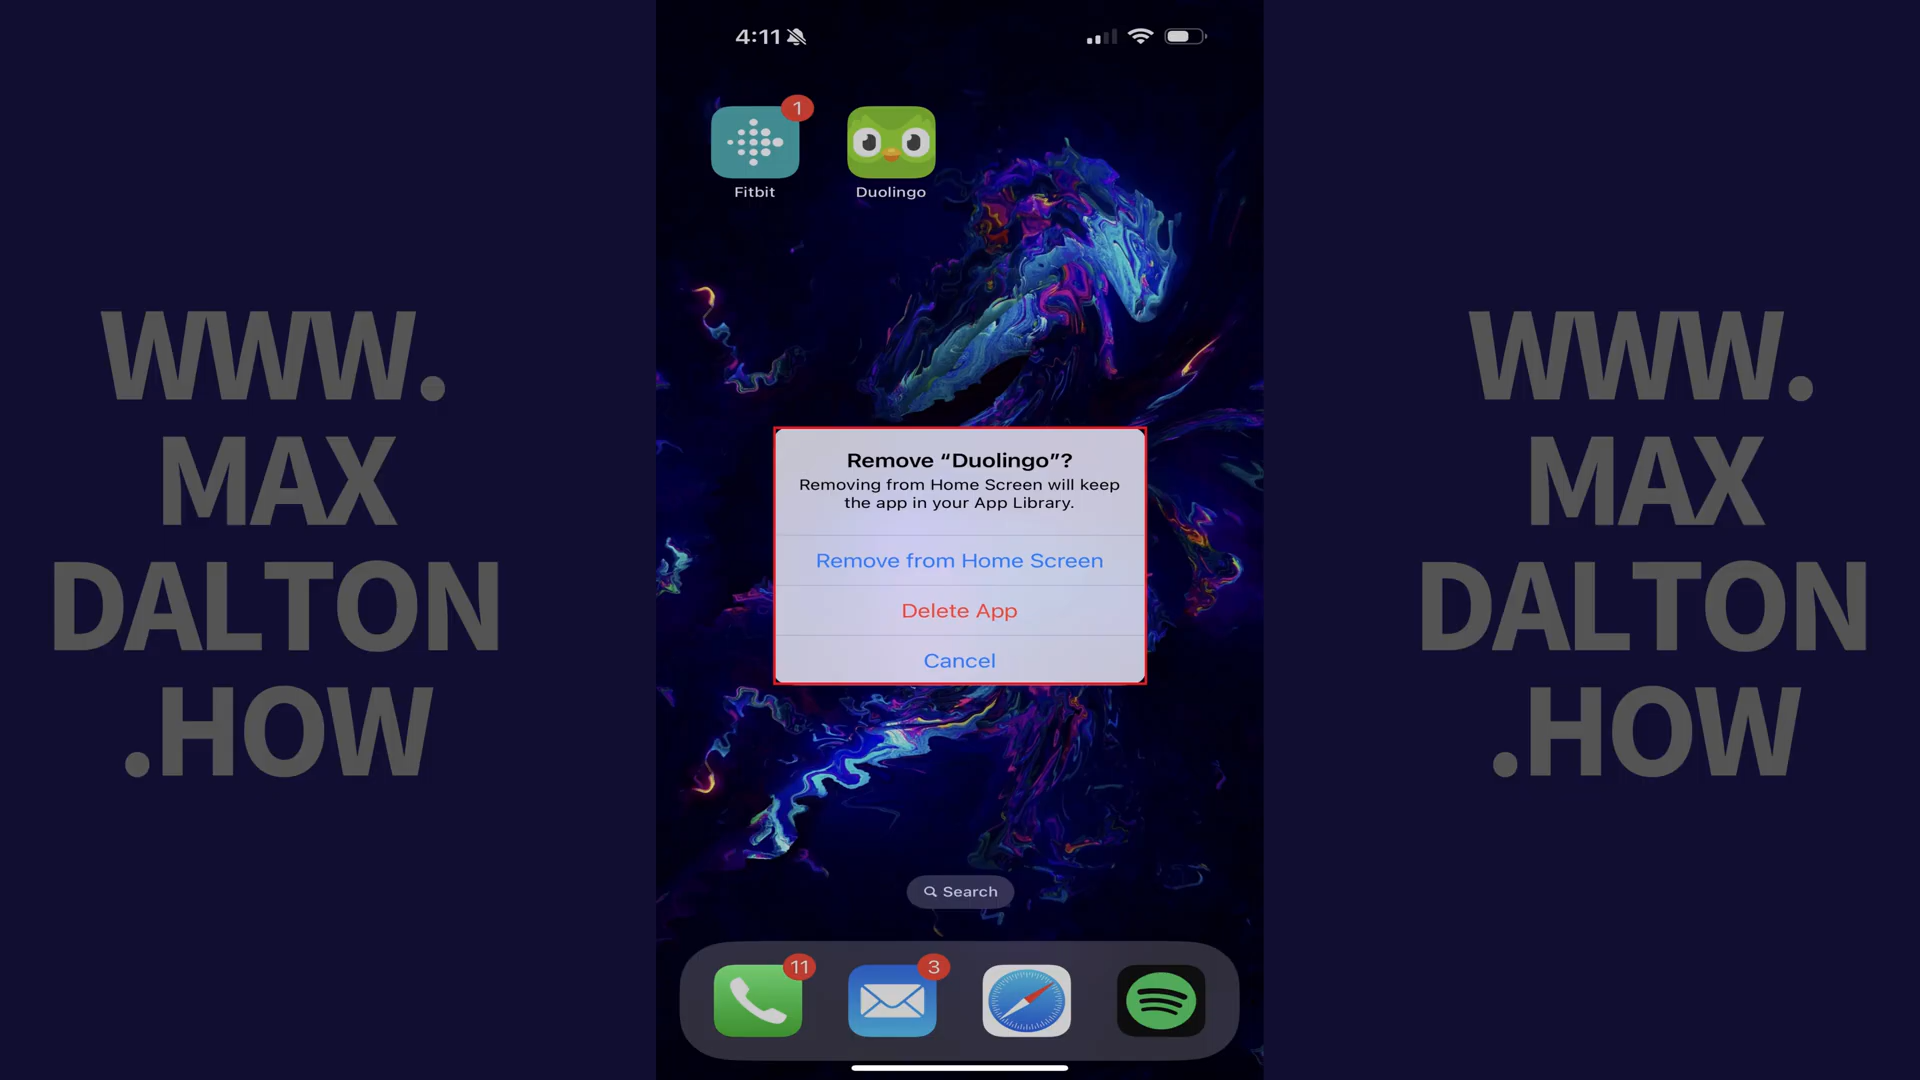 4:11
1
Fitbit
Duolingo
WWW.
MAX
DALTON
.HOW
Remove “Duolingo”?
Removing from Home Screen will keep
the app in your App Library.
Remove from Home Screen
Delete App
Cancel
WWW.
MAX
DALTON
.HOW
Search
11
3